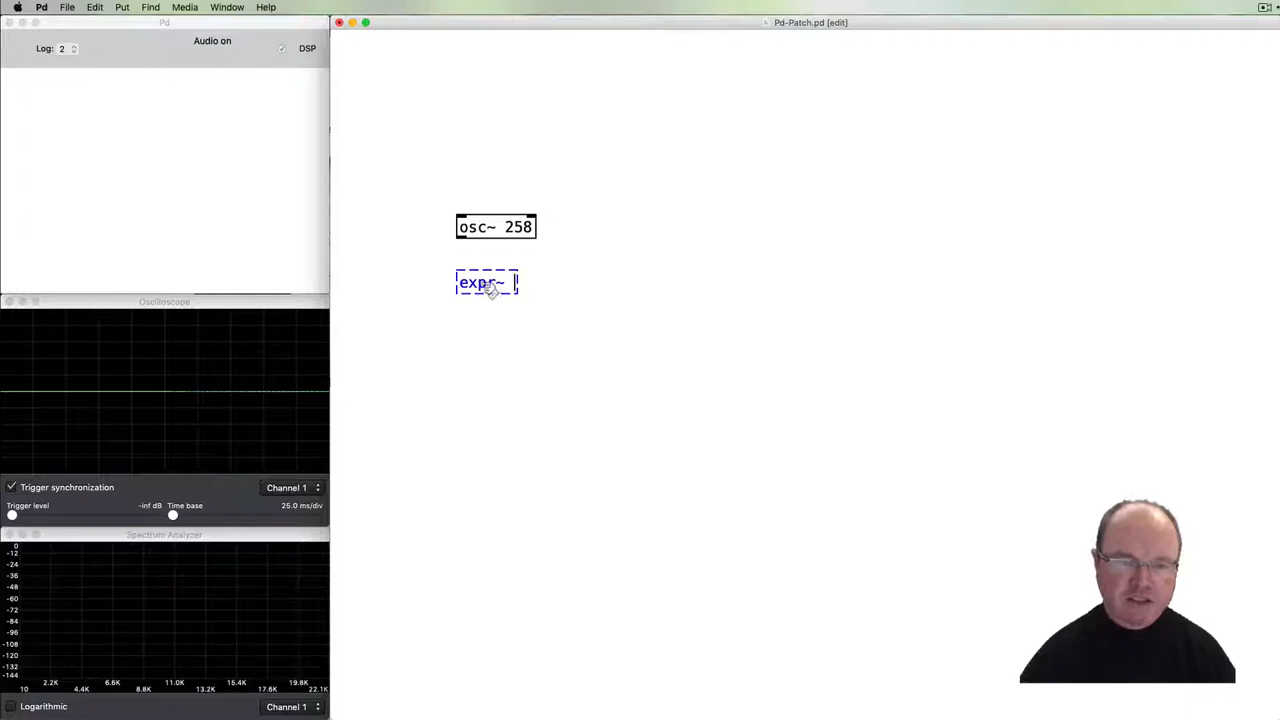 Pd File Edit Put Find Media Window Help
Pd
Pd-Patch.pd [edit]
Audio on
Log: 2
DSP
osc~ 258
expr~
Oscilloscope
Trigger synchronization
Channel 1
Trigger level
-inf dB
Time base
25.0 ms/div
Spectrum Analyzer
0
-12
-24
-36
-48
-60
-72
-84
-96
-108
-120
-132
-144
2.2K 6.6K 11.0K 15.4K 19.8K
10 4.4K 8.8K 13.2K 17.6K 22.1K
Logarithmic
Channel 1